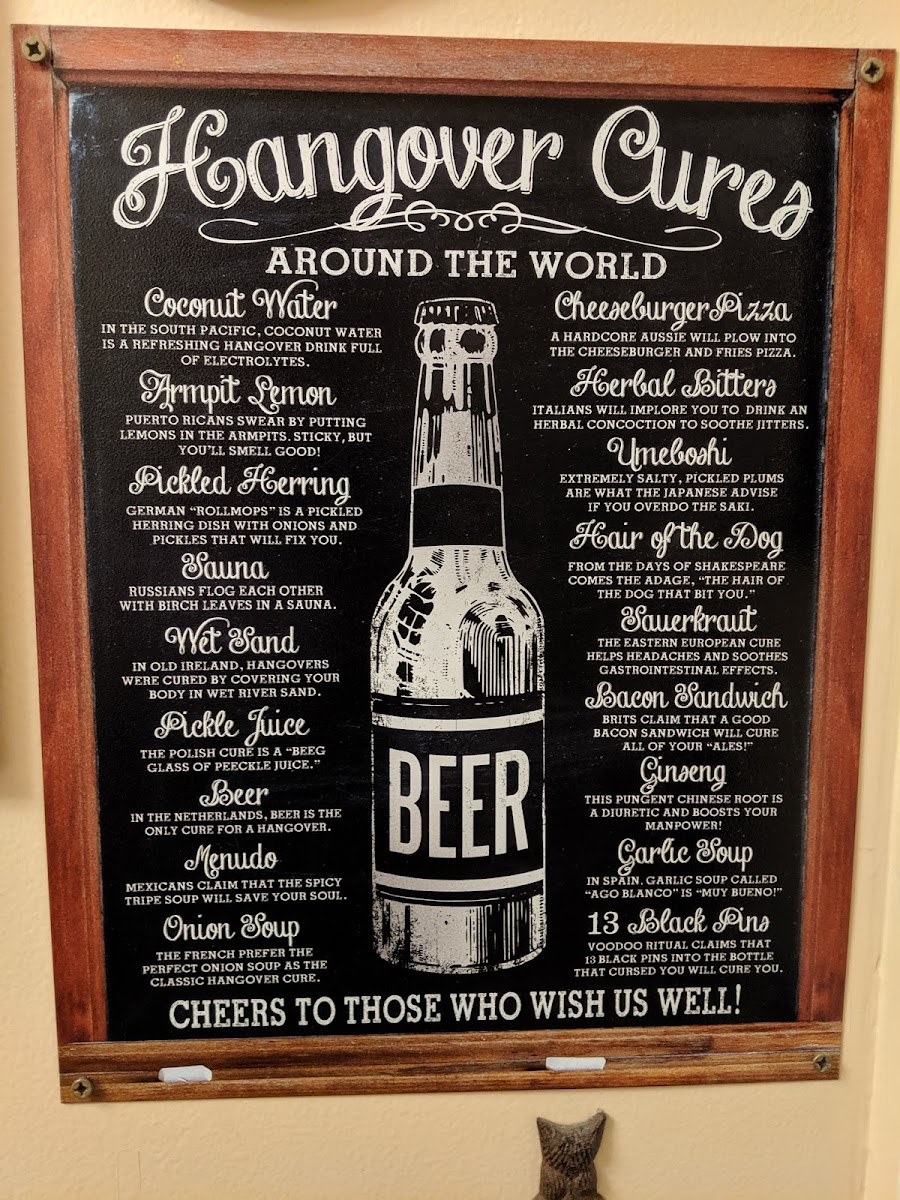 Hangover Cures
AROUND THE WORLD
Coconut Water
IN THE SOUTH PACIFIC, COCONUT WATER
IS A REFRESHING HANGOVER DRINK FULL
OF ELECTROLYTES.
Armpit Lemon
PUERTO RICANS SWEAR BY PUTTING
LEMONS IN THE ARMPITS. STICKY, BUT
YOU'LL SMELL GOOD!
Pickled Herring
GERMAN "ROLLMOPS" IS A PICKLED
HERRING DISH WITH ONIONS AND
PICKLES THAT WILL FIX YOU.
Sauna
RUSSIANS FLOG EACH OTHER
WITH BIRCH LEAVES IN A SAUNA.
Wet Sand
IN OLD IRELAND, HANGOVERS
WERE CURED BY COVERING YOUR
BODY IN WET RIVER SAND.
Pickle Juice
THE POLISH CURE IS A "BEEG
GLASS OF PEECKLE JUICE."
Beer
IN THE NETHERLANDS, BEER IS THE
ONLY CURE FOR A HANGOVER.
Menudo
MEXICANS CLAIM THAT THE SPICY
TRIPE SOUP WILL SAVE YOUR SOUL.
Onion Soup
THE FRENCH PREFER THE
PERFECT ONION SOUP AS THE
CLASSIC HANGOVER CURE.
BEER
Cheeseburger Pizza
A HARDCORE AUSSIE WILL PLOW INTO
THE CHEESEBURGER AND FRIES PIZZA.
Herbal Bitters
ITALIANS WILL IMPLORE YOU TO DRINK AN
HERBAL CONCOCTION TO SOOTHE JITTERS.
Umeboshi
EXTREMELY SALTY, PICKLED PLUMS
ARE WHAT THE JAPANESE ADVISE
IF YOU OVERDO THE SAKI.
Hair of the Dog
FROM THE DAYS OF SHAKESPEARE
COMES THE ADAGE, "THE HAIR OF
THE DOG THAT BIT YOU."
Sauerkraut
THE EASTERN EUROPEAN CURE
HELPS HEADACHES AND SOOTHES
GASTROINTESTINAL EFFECTS.
Bacon Sandwich
BRITS CLAIM THAT A GOOD
BACON SANDWICH WILL CURE
ALL OF YOUR "ALES!"
Ginseng
THIS PUNGENT CHINESE ROOT IS
A DIURETIC AND BOOSTS YOUR
MANPOWER!
Garlic Soup
IN SPAIN, GARLIC SOUP CALLED
"AGO BLANCO" IS "MUY BUENO!"
13 Black Pins
VOODOO RITUAL CLAIMS THAT
13 BLACK PINS INTO THE BOTTLE
THAT CURSED YOU WILL CURE YOU.
CHEERS TO THOSE WHO WISH US WELL!